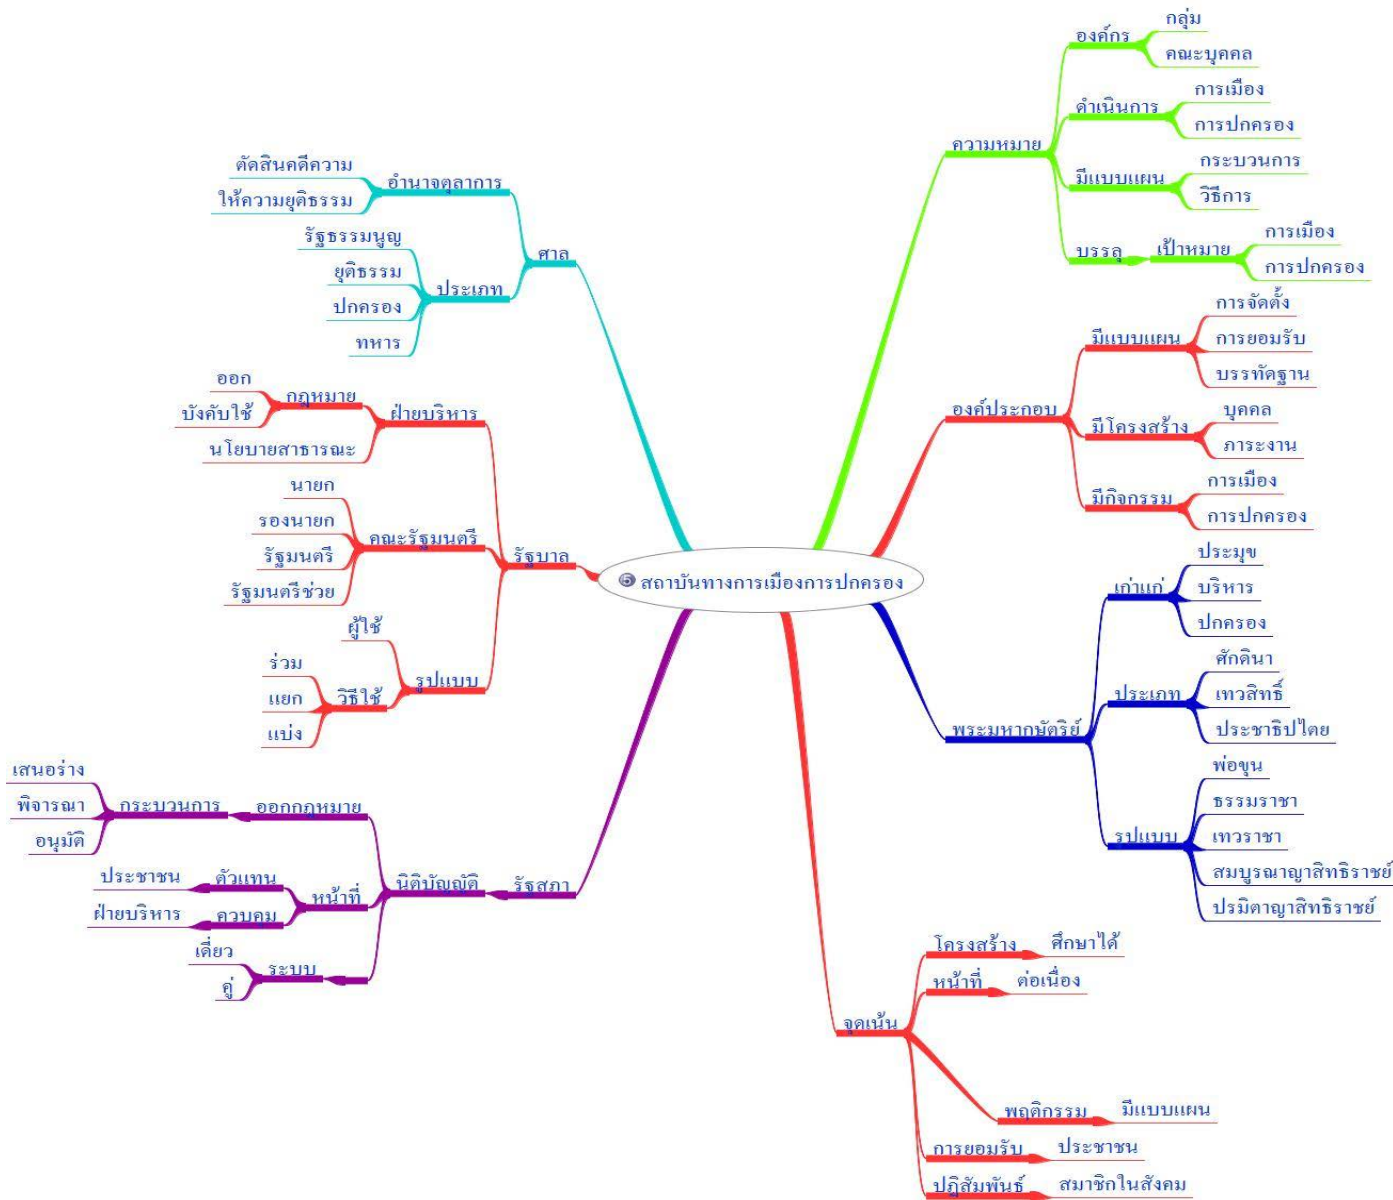 5 สถาบันทางการเมืองการปกครอง
ความหมาย
องค์กร
กลุ่ม
คณะบุคคล
ดำเนินการ
การเมือง
การปกครอง
มีแบบแผน
กระบวนการ
วิธีการ
บรรลุ
เป้าหมาย
การเมือง
การปกครอง
องค์ประกอบ
มีแบบแผน
การจัดตั้ง
การยอมรับ
บรรทัดฐาน
มีโครงสร้าง
บุคคล
ภาระงาน
มีกิจกรรม
การเมือง
การปกครอง
พระมหากษัตริย์
เก่าแก่
ประมุข
บริหาร
ปกครอง
ประเภท
ศักดินา
เทวสิทธิ์
ประชาธิปไตย
รูปแบบ
พ่อขุน
ธรรมราชา
เทวราชา
สมบูรณาญาสิทธิราชย์
ปรมิตาญาสิทธิราชย์
จุดเน้น
โครงสร้าง
ศึกษาได้
หน้าที่
ต่อเนื่อง
พฤติกรรม
มีแบบแผน
การยอมรับ
ประชาชน
ปฏิสัมพันธ์
สมาชิกในสังคม
ศาล
อำนาจตุลาการ
ตัดสินคดีความ
ให้ความยุติธรรม
ประเภท
รัฐธรรมนูญ
ยุติธรรม
ปกครอง
ทหาร
รัฐบาล
ฝ่ายบริหาร
กฎหมาย
ออก
บังคับใช้
นโยบายสาธารณะ
คณะรัฐมนตรี
นายก
รองนายก
รัฐมนตรี
รัฐมนตรีช่วย
รูปแบบ
ผู้ใช้
วิธีใช้
ร่วม
แยก
แบ่ง
รัฐสภา
นิติบัญญัติ
ออกกฎหมาย
กระบวนการ
เสนอร่าง
พิจารณา
อนุมัติ
หน้าที่
ตัวแทน
ประชาชน
ควบคุม
ฝ่ายบริหาร
ระบบ
เดี่ยว
คู่